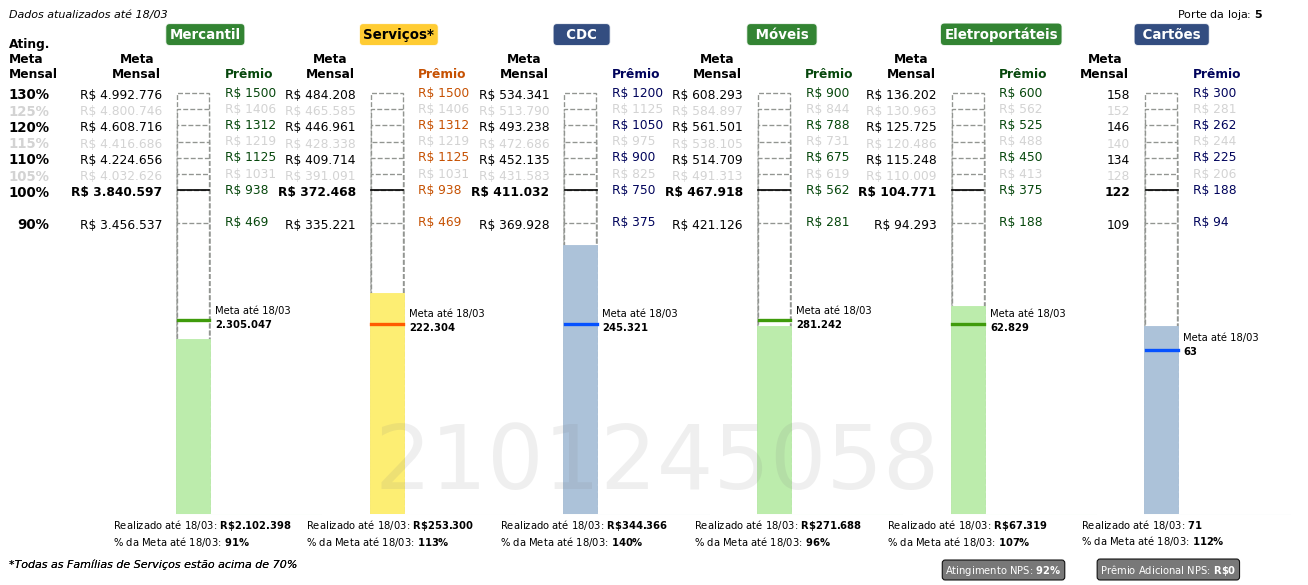 Dados atualizados até 18/03 Porte da loja: 5
Mercantil Serviços* CDC Móveis Eletroportáteis Cartões
Ating. Meta Mensal Meta Mensal Prêmio Meta Mensal Prêmio Meta Mensal Prêmio Meta Mensal Prêmio Meta Mensal Prêmio Meta Mensal Prêmio
130% R$ 4.992.776 R$ 1500 R$ 484.208 R$ 1500 R$ 534.341 R$ 1200 R$ 608.293 R$ 900 R$ 136.202 R$ 600 158 R$ 300
125% R$ 4.800.746 R$ 1406 R$ 465.585 R$ 1406 R$ 513.790 R$ 1125 R$ 584.897 R$ 844 R$ 130.963 R$ 562 152 R$ 281
120% R$ 4.608.716 R$ 1312 R$ 446.961 R$ 1312 R$ 493.238 R$ 1050 R$ 561.501 R$ 788 R$ 125.725 R$ 525 146 R$ 262
115% R$ 4.416.686 R$ 1219 R$ 428.338 R$ 1219 R$ 472.686 R$ 975 R$ 538.105 R$ 731 R$ 120.486 R$ 488 140 R$ 244
110% R$ 4.224.656 R$ 1125 R$ 409.714 R$ 1125 R$ 452.135 R$ 900 R$ 514.709 R$ 675 R$ 115.248 R$ 450 134 R$ 225
105% R$ 4.032.626 R$ 1031 R$ 391.091 R$ 1031 R$ 431.583 R$ 825 R$ 491.313 R$ 619 R$ 110.009 R$ 413 128 R$ 206
100% R$ 3.840.597 R$ 938 R$ 372.468 R$ 938 R$ 411.032 R$ 750 R$ 467.918 R$ 562 R$ 104.771 R$ 375 122 R$ 188
90% R$ 3.456.537 R$ 469 R$ 335.221 R$ 469 R$ 369.928 R$ 375 R$ 421.126 R$ 281 R$ 94.293 R$ 188 109 R$ 94
Meta até 18/03 Meta até 18/03 Meta até 18/03 Meta até 18/03 Meta até 18/03 Meta até 18/03
2.305.047 222.304 245.321 281.242 62.829 63
2101245058
Realizado até 18/03: R$2.102.398 Realizado até 18/03: R$253.300 Realizado até 18/03: R$344.366 Realizado até 18/03: R$271.688 Realizado até 18/03: R$67.319 Realizado até 18/03: 71
% da Meta até 18/03: 91% % da Meta até 18/03: 113% % da Meta até 18/03: 140% % da Meta até 18/03: 96% % da Meta até 18/03: 107% % da Meta até 18/03: 112%
*Todas as Famílias de Serviços estão acima de 70% Atingimento NPS: 92% Prêmio Adicional NPS: R$0